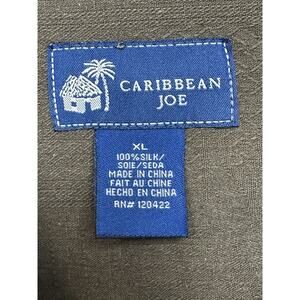 CARIBBEAN
JOE
XL
100% SILK/
SOIE/SEDA
MADE IN CHINA
FAIT AU CHINE
HECHO EN CHINA
RN# 120422